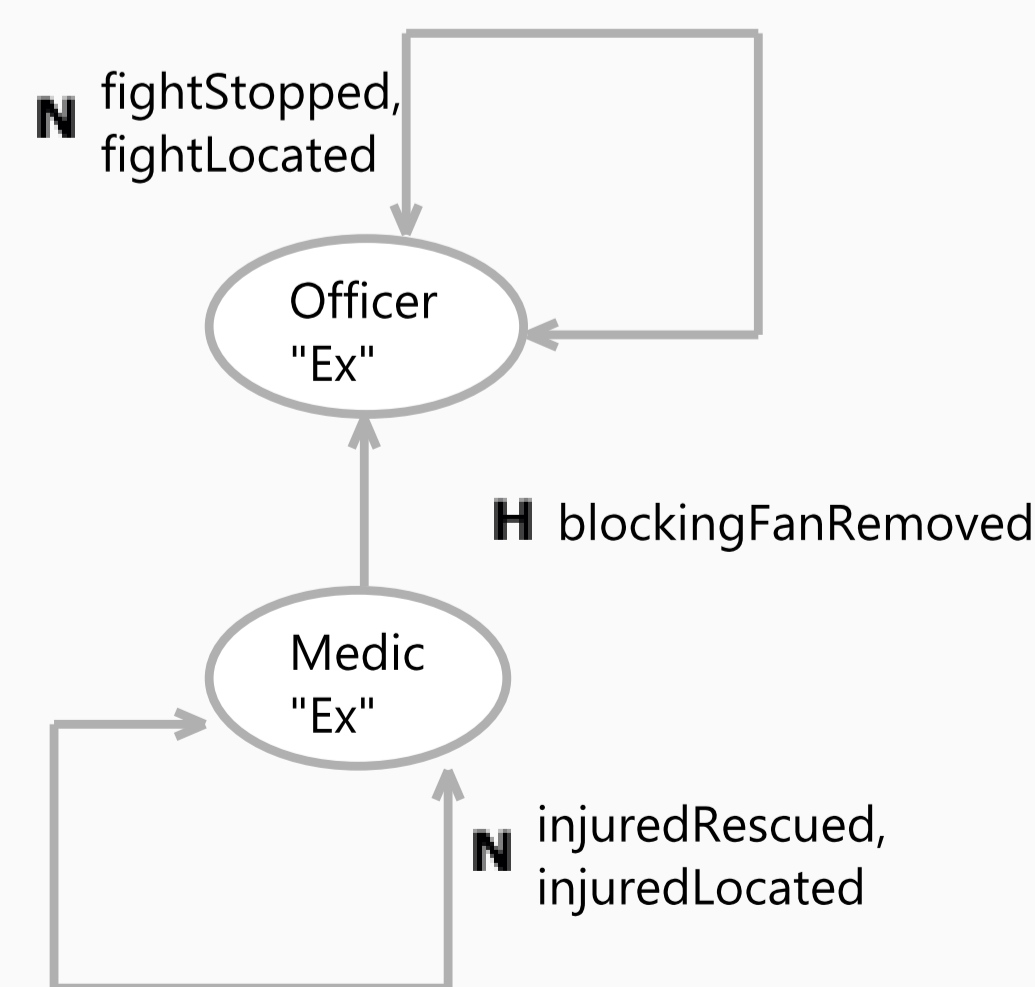 N fightStopped,
fightLocated
Officer
"Ex"
H blockingFanRemoved
Medic
"Ex"
N injuredRescued,
injuredLocated